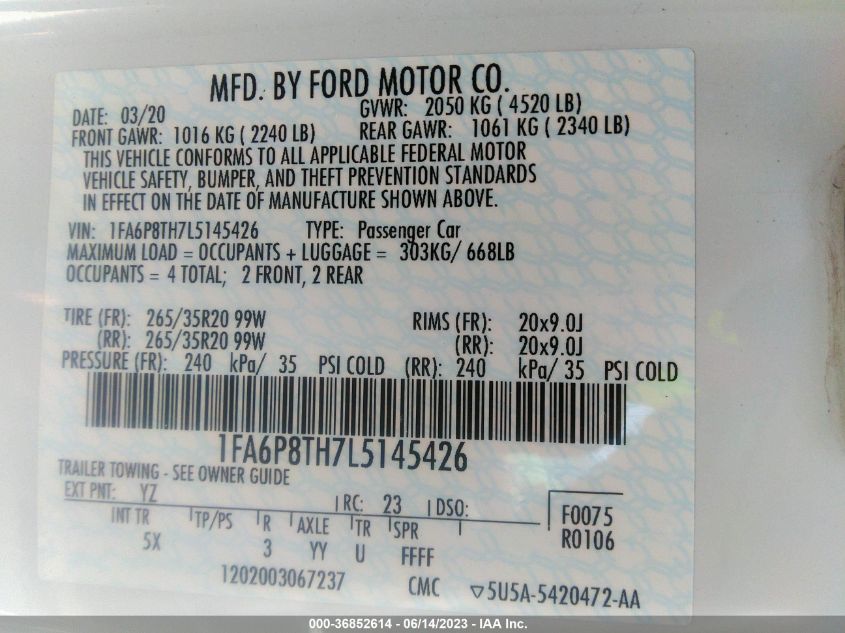 MFD. BY FORD MOTOR CO.
DATE: 03/20 GVWR: 2050 KG ( 4520 LB)
FRONT GAWR: 1016 KG ( 2240 LB) REAR GAWR: 1061 KG ( 2340 LB)
THIS VEHICLE CONFORMS TO ALL APPLICABLE FEDERAL MOTOR
VEHICLE SAFETY, BUMPER, AND THEFT PREVENTION STANDARDS
IN EFFECT ON THE DATE OF MANUFACTURE SHOWN ABOVE.
VIN: 1FA6P8TH7L5145426 TYPE: Passenger Car
MAXIMUM LOAD = OCCUPANTS + LUGGAGE = 303KG/ 668LB
OCCUPANTS = 4 TOTAL; 2 FRONT, 2 REAR
TIRE (FR): 265/35R20 99W RIMS (FR): 20x9.0J
(RR): 265/35R20 99W (RR): 20x9.0J
PRESSURE (FR): 240 kPa/ 35 PSI COLD (RR): 240 kPa/ 35 PSI COLD
1FA6P8TH7L5145426
TRAILER TOWING - SEE OWNER GUIDE
EXT PNT: YZ RC: 23 DSO:
INT TR TP/PS R AXLE TR SPR
5X 3 YY U FFFF
F0075
R0106
1202003067237 CMC ▽5U5A-5420472-AA
000-36852614 - 06/14/2023 - IAA Inc.